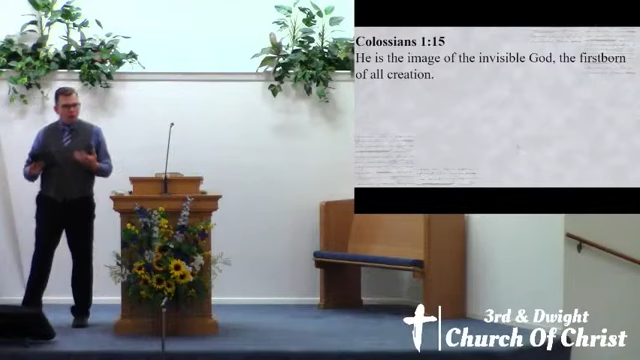 Colossians 1:15
He is the image of the invisible God, the firstborn
of all creation.
3rd & Dwight
Church Of Christ